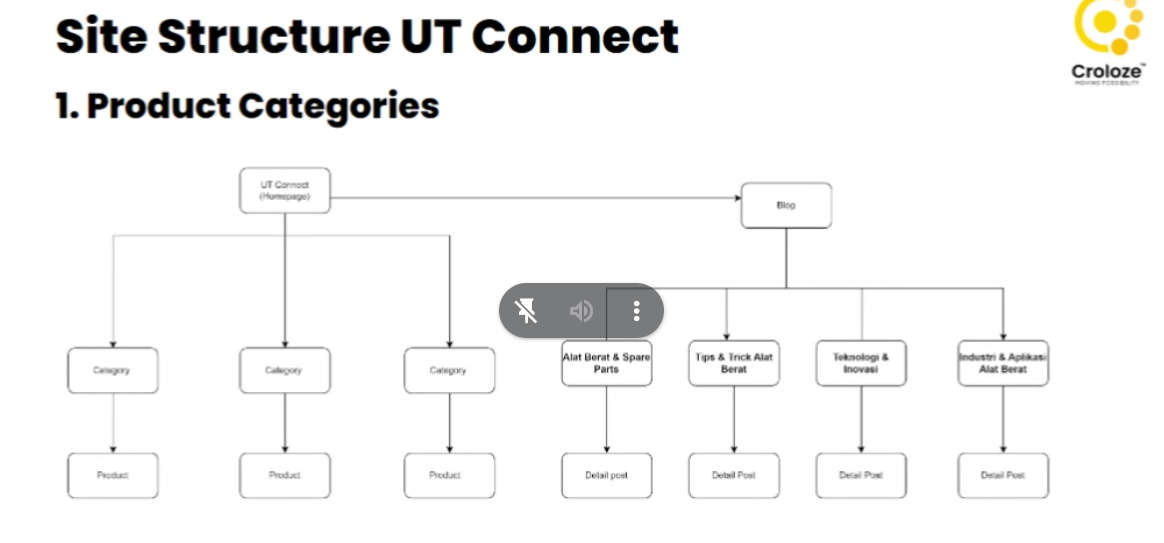 Site Structure UT Connect
Croloze™
MOVING POSSIBILITY
1. Product Categories
UT Connect
(Homepage)
Blog
Category
Category
Category
Alat Berat & Spare
Parts
Tips & Trick Alat
Berat
Teknologi &
Inovasi
Industri & Aplikasi
Alat Berat
Product
Product
Product
Detail post
Detail Post
Detail Post
Detail Post